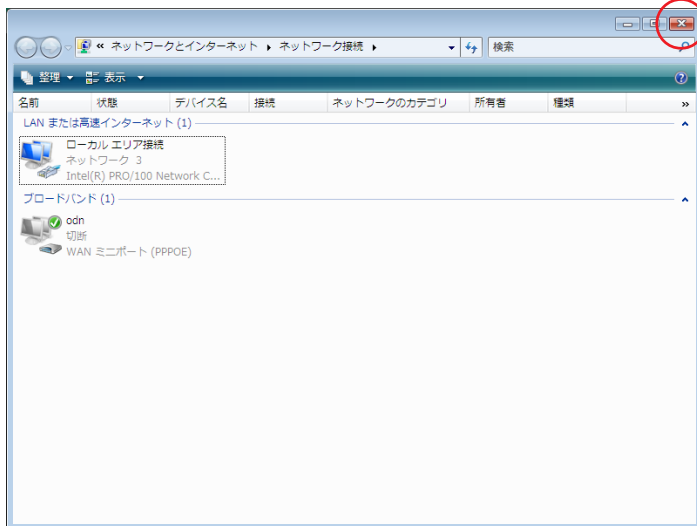 « ネットワークとインターネット ▸ ネットワーク接続 ▸ 検索
整理 ▼ 表示 ▼
名前 状態 デバイス名 接続 ネットワークのカテゴリ 所有者 種類 »
LAN または高速インターネット (1)
ローカル エリア接続
ネットワーク 3
Intel(R) PRO/100 Network C...
ブロードバンド (1)
odn
切断
WAN ミニポート (PPPOE)